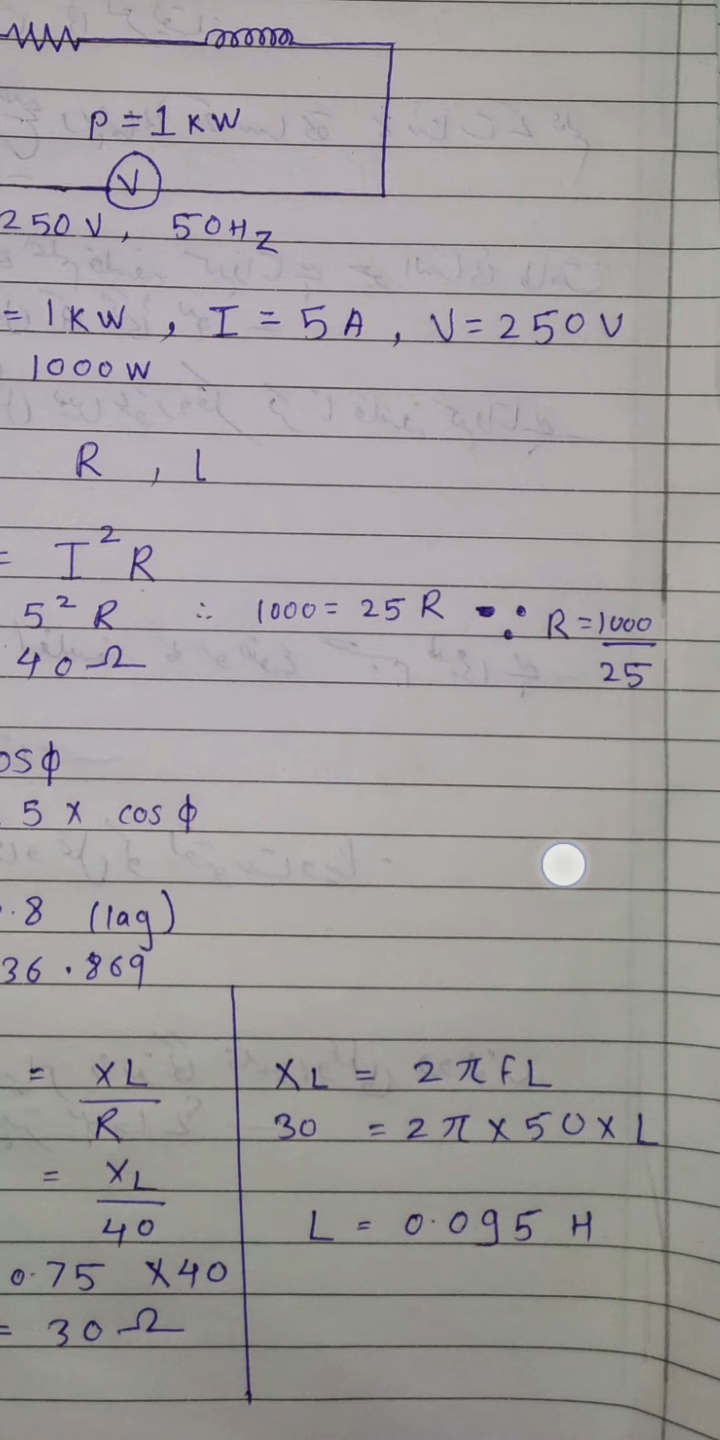 P = 1 KW
V
250 V, 50 Hz
= 1 KW, I = 5 A, V = 250 V
1000 W
R, L
= I² R
5² R ∴ 1000 = 25 R ∵ R = 1000/25
40 Ω
os φ
5 × cos φ
.8 (lag)
36.869
= XL/R
= XL/40
0.75 × 40
= 30 Ω
XL = 2πFL
30 = 2π × 50 × L
L = 0.095 H